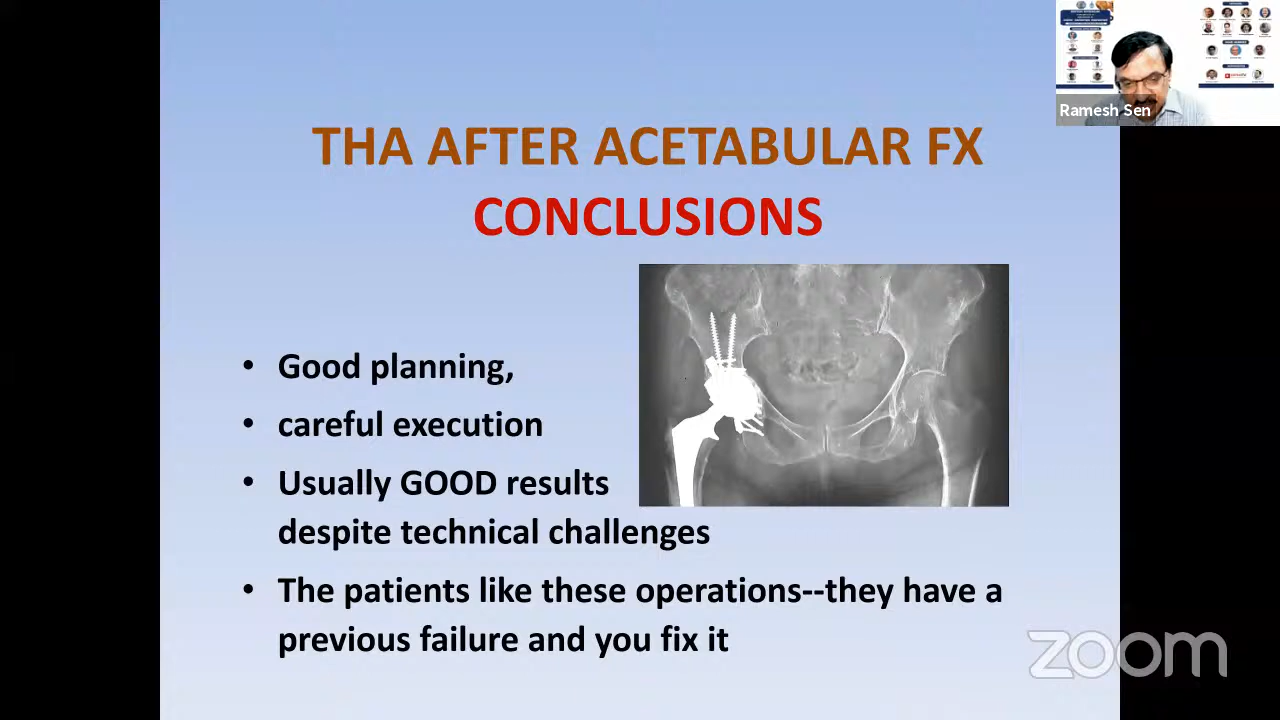 Ramesh Sen
THA AFTER ACETABULAR FX
CONCLUSIONS
• Good planning,
• careful execution
• Usually GOOD results
despite technical challenges
• The patients like these operations--they have a
previous failure and you fix it
zoom